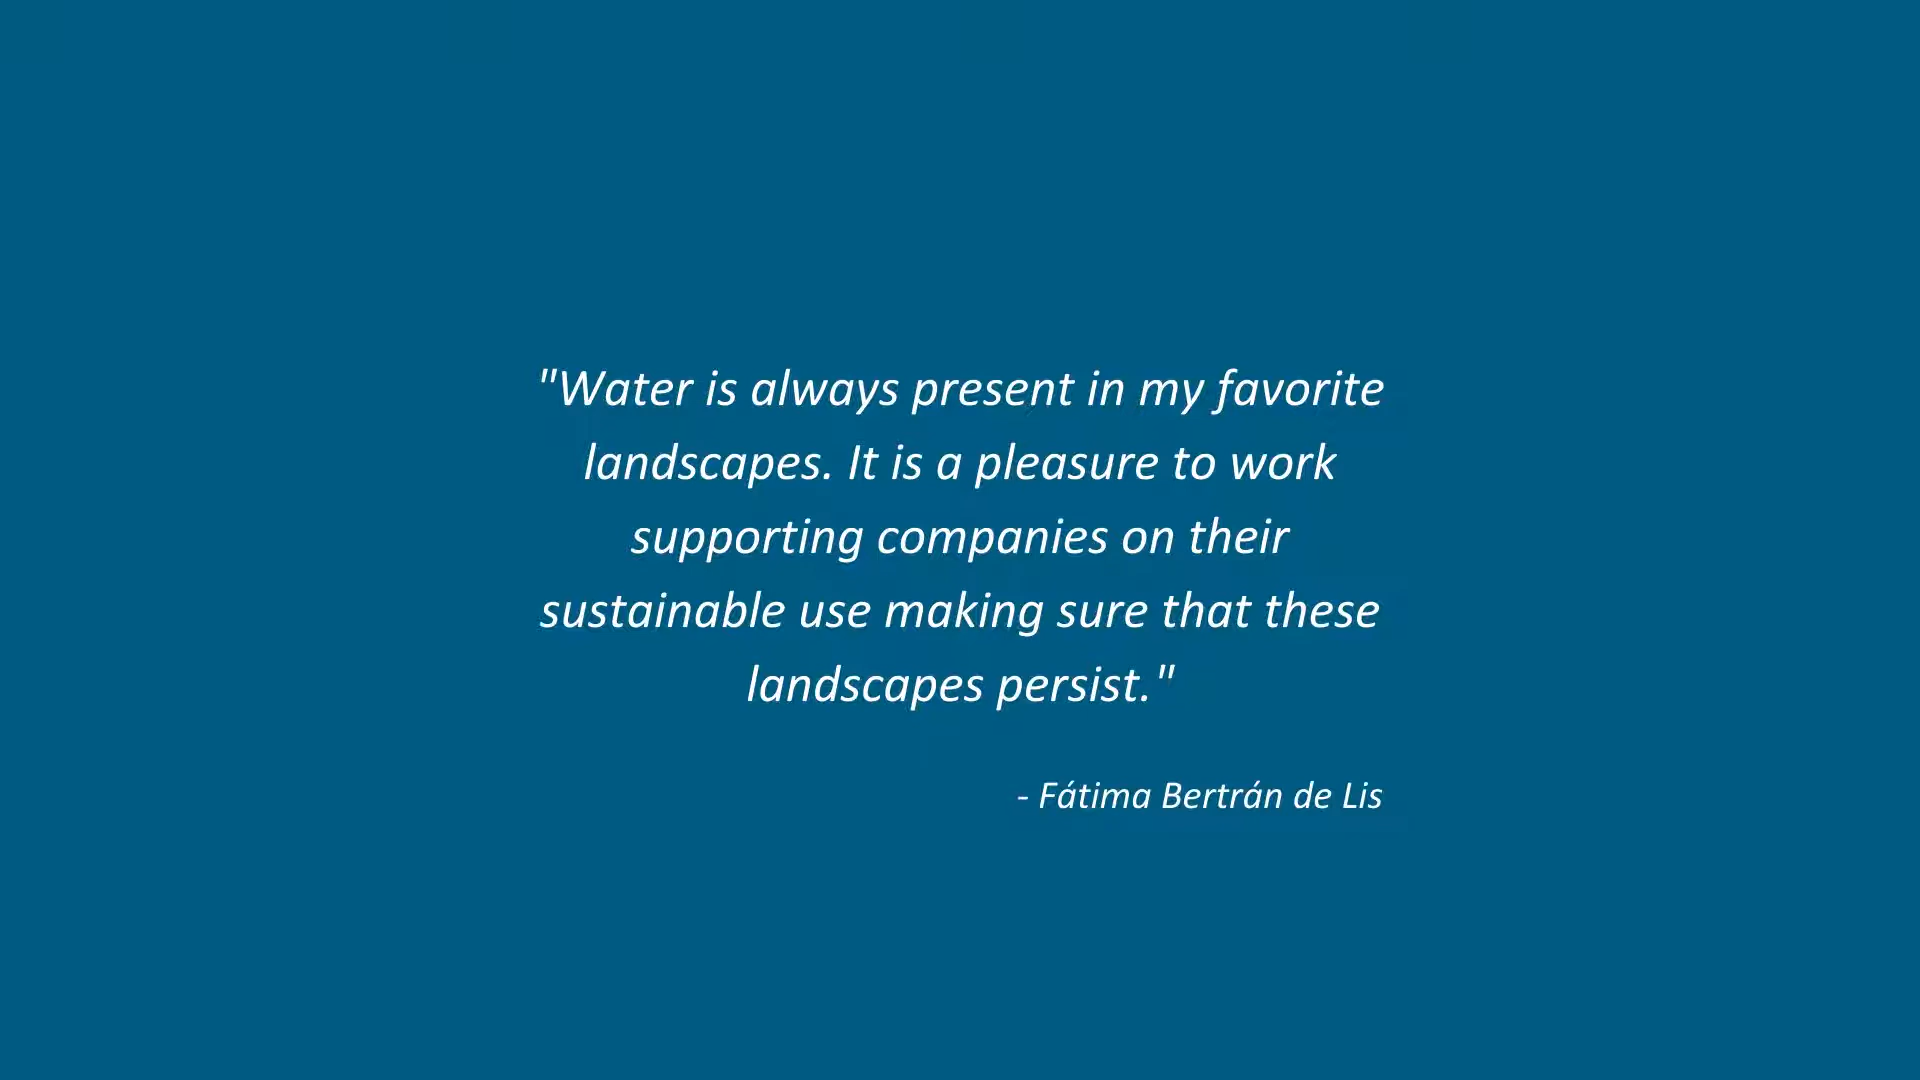 "Water is always present in my favorite
landscapes. It is a pleasure to work
supporting companies on their
sustainable use making sure that these
landscapes persist."
- Fátima Bertrán de Lis